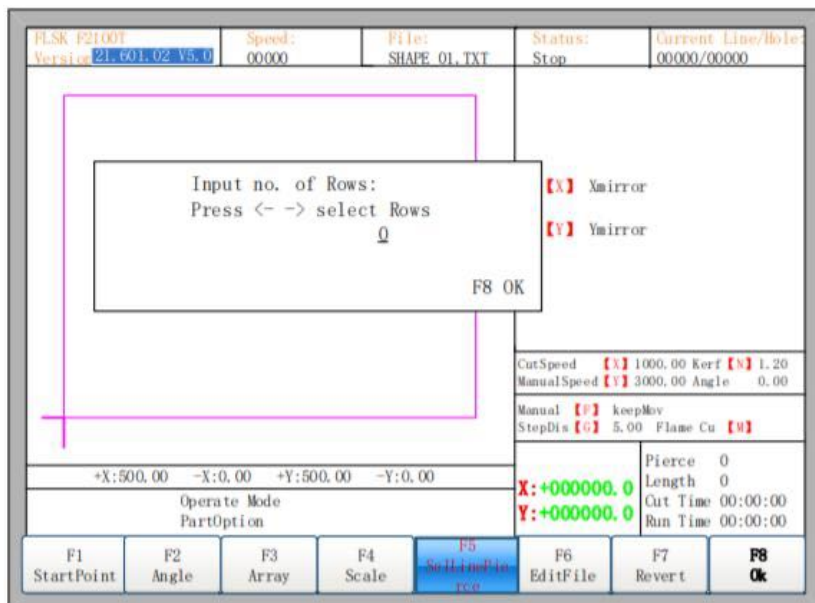 FLSK F2100T
Version 21.601.02 V5.0
Speed:
00000
File:
SHAPE 01.TXT
Status:
Stop
Current Line/Hole:
00000/00000
Input no. of Rows:
Press <- -> select Rows
0
F8 OK
【X】 Xmirror
【Y】 Ymirror
CutSpeed 【X】 1000.00 Kerf 【N】 1.20
ManualSpeed 【Y】 3000.00 Angle 0.00
Manual 【F】 keepMov
StepDis 【G】 5.00 Flame Cu 【M】
+X:500.00 -X:0.00 +Y:500.00 -Y:0.00
Operate Mode
PartOption
X:+000000.0
Y:+000000.0
Pierce 0
Length 0
Cut Time 00:00:00
Run Time 00:00:00
F1
StartPoint
F2
Angle
F3
Array
F4
Scale
F5
SelLinePie
rce
F6
EditFile
F7
Revert
F8
Ok